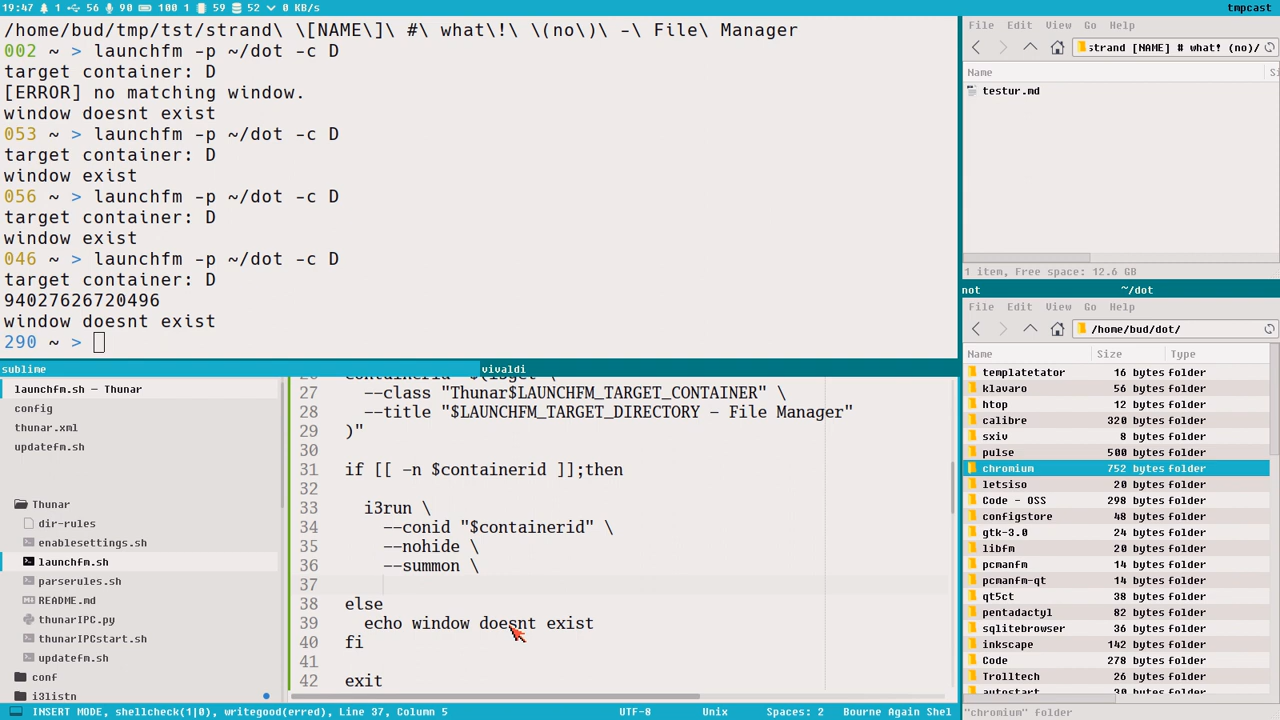 19:47 1 56 90 100 1 59 52 0 KB/s tmpcast
/home/bud/tmp/tst/strand\ \[NAME\]\ #\ what\!\ \(no\)\ -\ File\ Manager
002 ~ > launchfm -p ~/dot -c D
target container: D
[ERROR] no matching window.
window doesnt exist
053 ~ > launchfm -p ~/dot -c D
target container: D
window exist
056 ~ > launchfm -p ~/dot -c D
target container: D
window exist
046 ~ > launchfm -p ~/dot -c D
target container: D
94027626720496
window doesnt exist
290 ~ >
File Edit View Go Help
strand [NAME] # what! (no)/
Name Si
testur.md
1 item, Free space: 12.6 GB
not ~/dot
File Edit View Go Help
/home/bud/dot/
Name Size Type
templatetator 16 bytes folder
klavaro 56 bytes folder
htop 12 bytes folder
calibre 320 bytes folder
sxiv 8 bytes folder
pulse 500 bytes folder
chromium 752 bytes folder
letsiso 20 bytes folder
Code - OSS 298 bytes folder
configstore 48 bytes folder
gtk-3.0 24 bytes folder
libfm 20 bytes folder
pcmanfm 14 bytes folder
pcmanfm-qt 14 bytes folder
qt5ct 38 bytes folder
pentadactyl 82 bytes folder
sqlitebrowser 36 bytes folder
inkscape 142 bytes folder
Code 278 bytes folder
Trolltech 26 bytes folder
autostart 30 bytes folder
"chromium" folder
sublime vivaldi
launchfm.sh – Thunar
config
thunar.xml
updatefm.sh
Thunar
dir-rules
enablesettings.sh
launchfm.sh
parserules.sh
README.md
thunarIPC.py
thunarIPCstart.sh
updatefm.sh
conf
i3listn
27 --class "Thunar$LAUNCHFM_TARGET_CONTAINER" \
28 --title "$LAUNCHFM_TARGET_DIRECTORY - File Manager"
29 )"
30
31 if [[ -n $containerid ]];then
32
33 i3run \
34 --conid "$containerid" \
35 --nohide \
36 --summon \
37
38 else
39 echo window doesnt exist
40 fi
41
42 exit
INSERT MODE, shellcheck(1|0), writegood(erred), Line 37, Column 5 UTF-8 Unix Spaces: 2 Bourne Again Shel